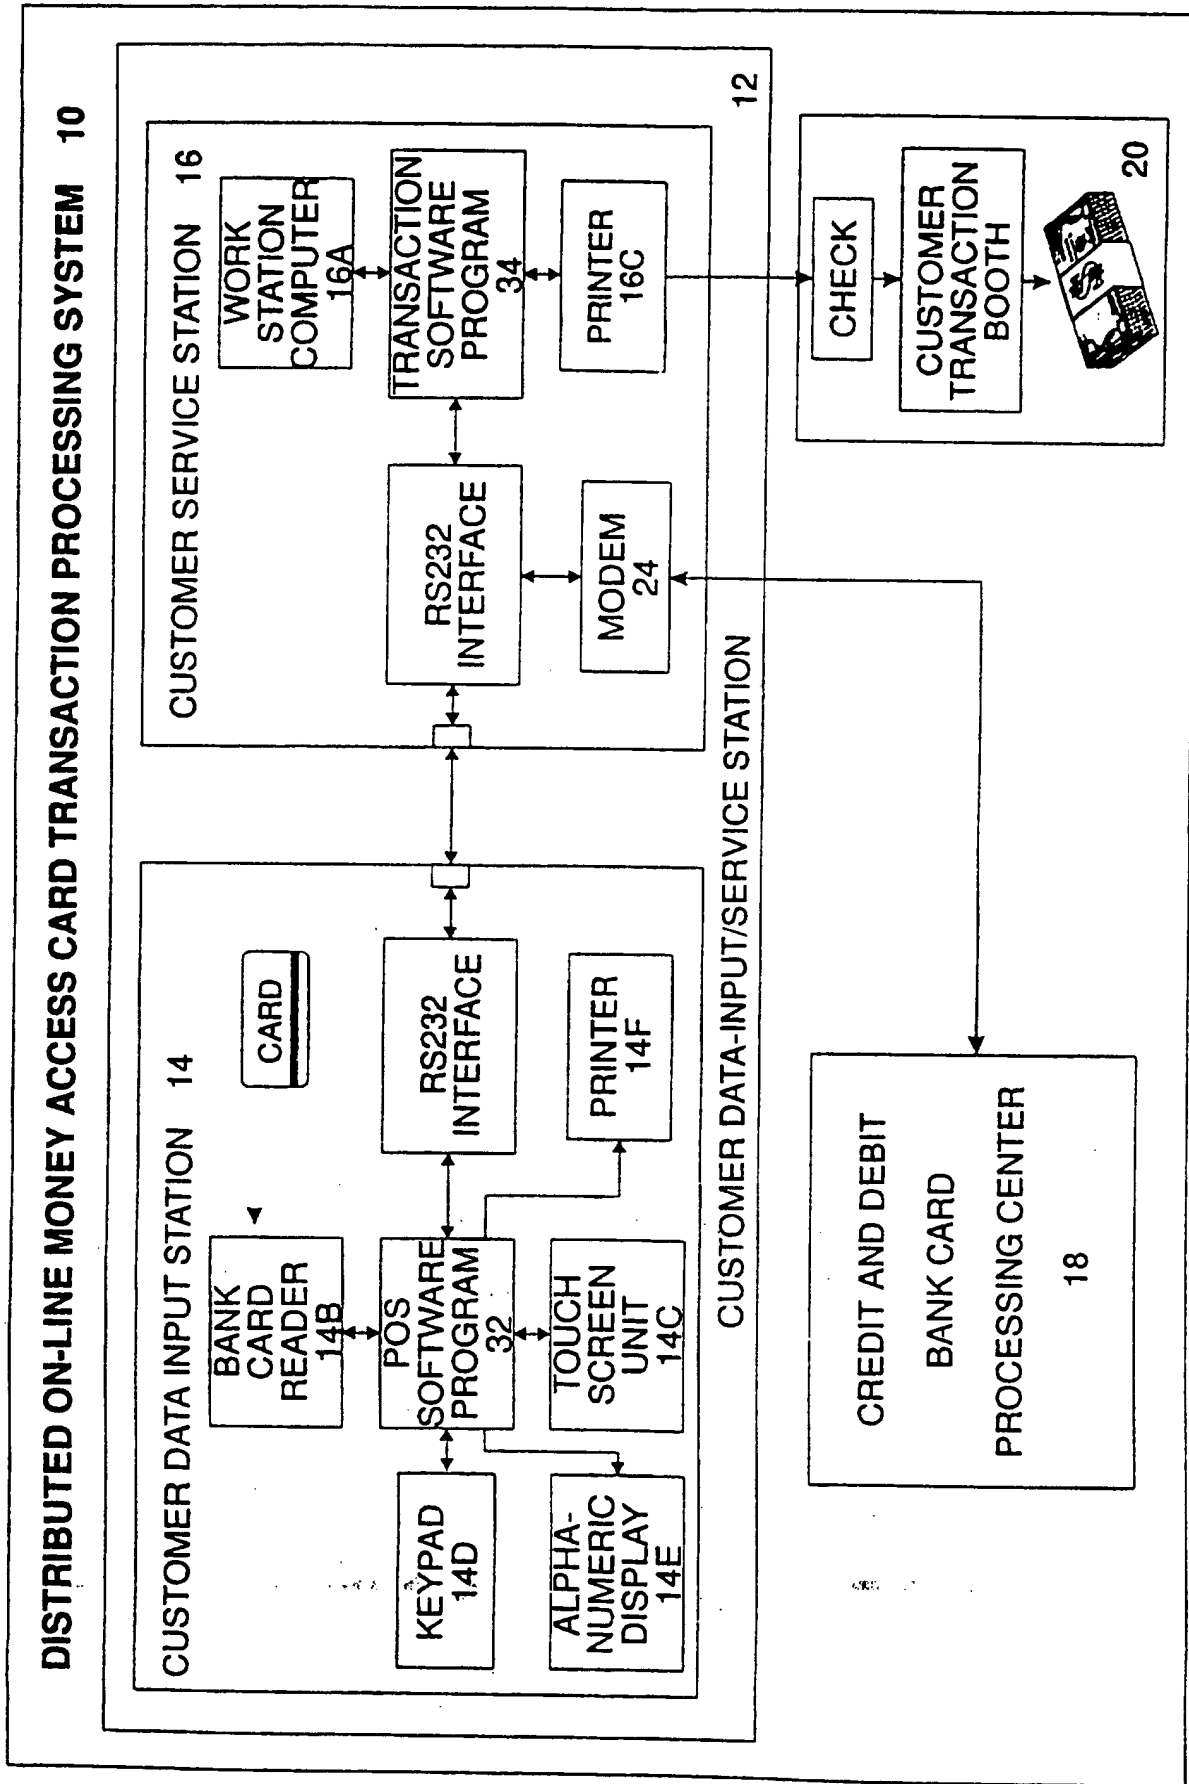 DISTRIBUTED ON-LINE MONEY ACCESS CARD TRANSACTION PROCESSING SYSTEM 10
CUSTOMER DATA INPUT STATION 14
BANK
CARD
READER
14B
CARD
KEYPAD
14D
POS
SOFTWARE
PROGRAM
32
RS232
INTERFACE
ALPHA-
NUMERIC
DISPLAY
14E
TOUCH
SCREEN
UNIT
14C
PRINTER
14F
CUSTOMER SERVICE STATION 16
WORK
STATION
COMPUTER
16A
RS232
INTERFACE
TRANSACTION
SOFTWARE
PROGRAM
34
MODEM
24
PRINTER
16C
CUSTOMER DATA-INPUT/SERVICE STATION
12
CREDIT AND DEBIT
BANK CARD
PROCESSING CENTER
18
CHECK
CUSTOMER
TRANSACTION
BOOTH
$
20